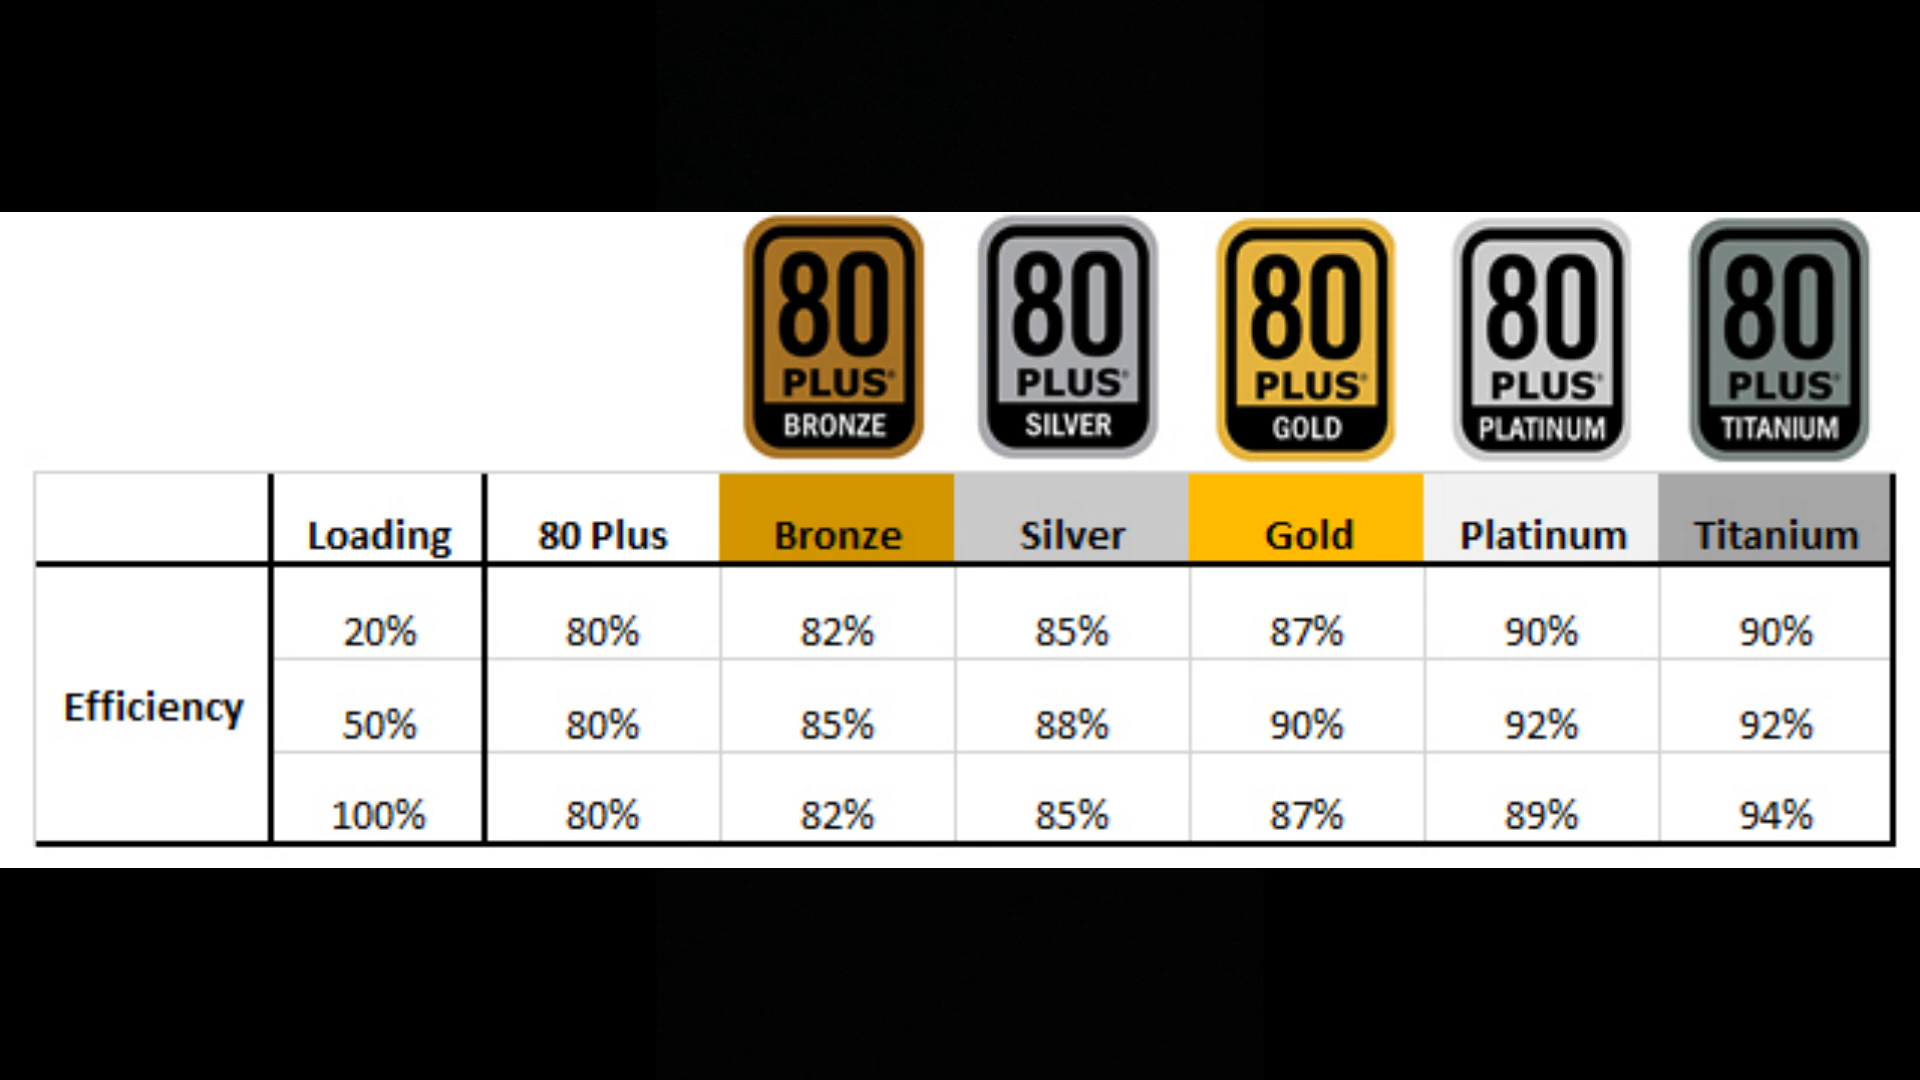 80 80 80 80 80
PLUS® PLUS® PLUS® PLUS® PLUS®
BRONZE SILVER GOLD PLATINUM TITANIUM
Loading 80 Plus Bronze Silver Gold Platinum Titanium
20% 80% 82% 85% 87% 90% 90%
Efficiency
50% 80% 85% 88% 90% 92% 92%
100% 80% 82% 85% 87% 89% 94%